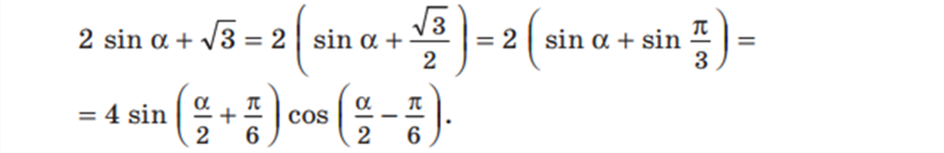 2 sin α + √3 = 2 ( sin α + √3/2 ) = 2 ( sin α + sin π/3 ) =
= 4 sin ( α/2 + π/6 ) cos ( α/2 − π/6 ).